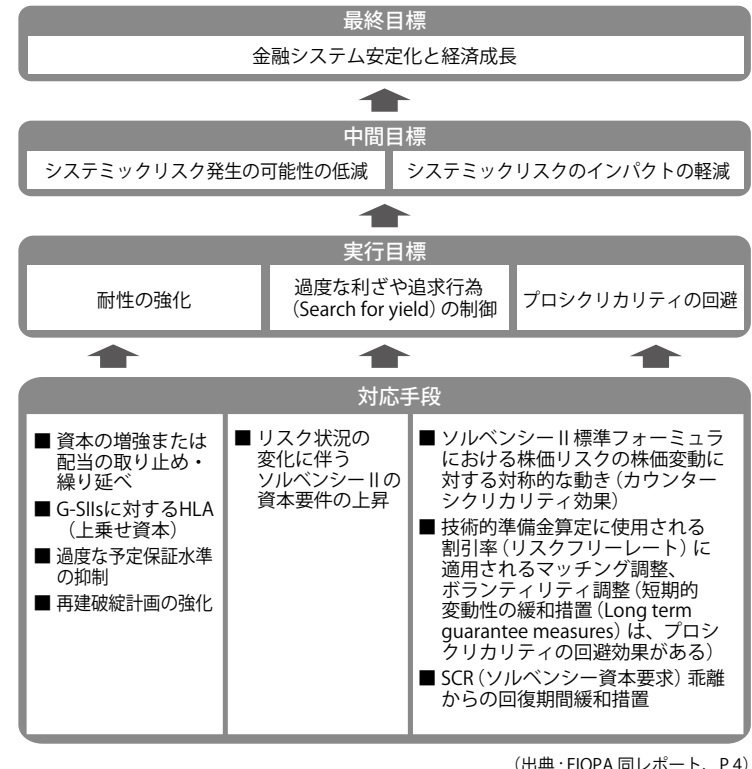 最終目標
金融システム安定化と経済成長
中間目標
システミックリスク発生の可能性の低減
システミックリスクのインパクトの軽減
実行目標
耐性の強化
過度な利ざや追求行為
（Search for yield）の制御
プロシクリカリティの回避
対応手段
■ 資本の増強または
配当の取り止め・
繰り延べ
■ G-SIIsに対するHLA
（上乗せ資本）
■ 過度な予定保証水準
の抑制
■ 再建破綻計画の強化
■ リスク状況の
変化に伴う
ソルベンシーⅡの
資本要件の上昇
■ ソルベンシーⅡ標準フォーミュラ
における株価リスクの株価変動に
対する対称的な動き（カウンター
シクリカリティ効果）
■ 技術的準備金算定に使用される
割引率（リスクフリーレート）に
適用されるマッチング調整、
ボランティリティ調整（短期的
変動性の緩和措置（Long term
guarantee measures）は、プロシ
クリカリティの回避効果がある）
■ SCR（ソルベンシー資本要求）乖離
からの回復期間緩和措置
（出典：EIOPA 同レポート、P.4）